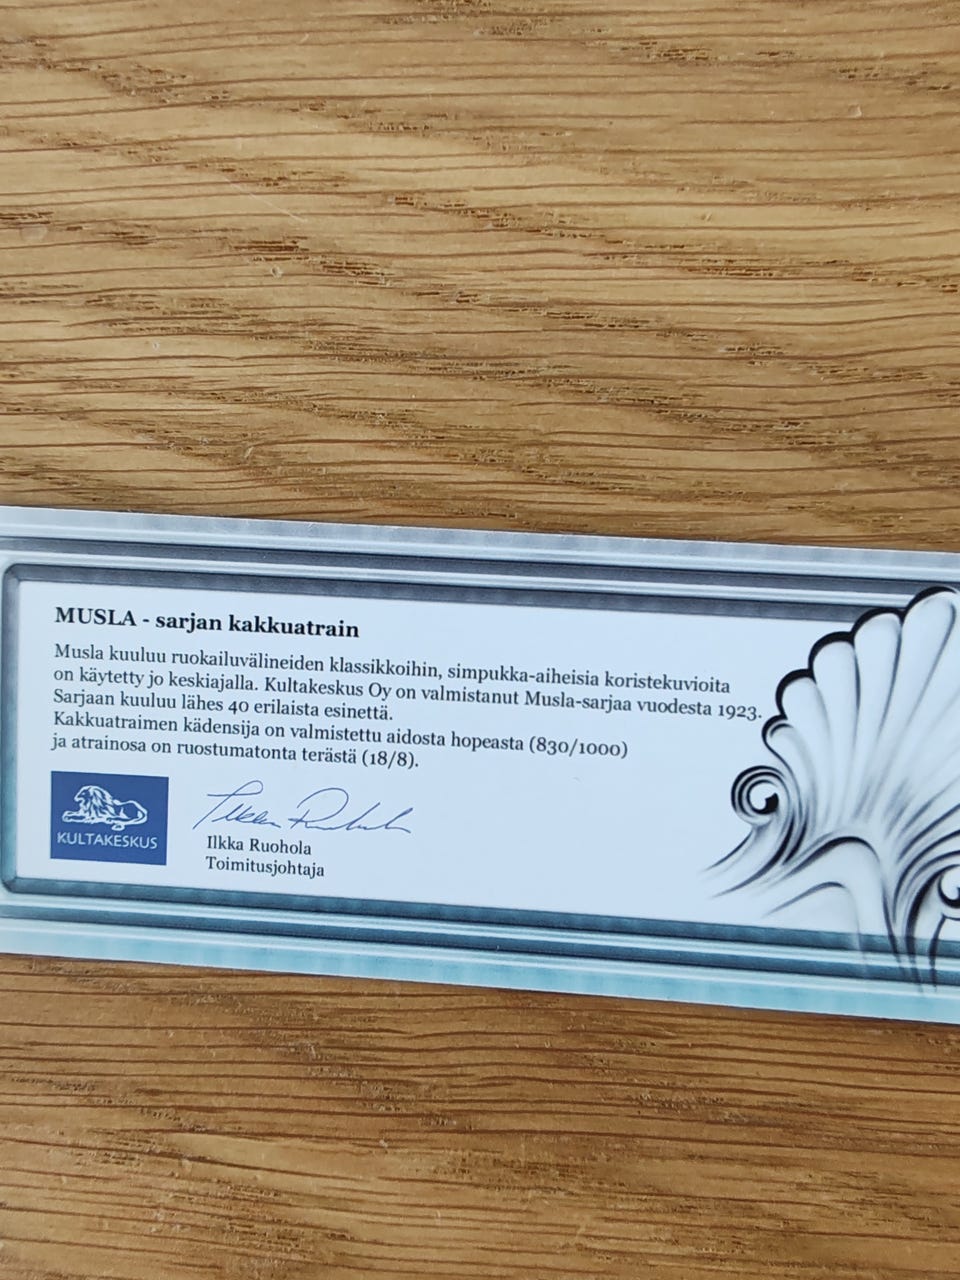 MUSLA - sarjan kakkuatrain
Musla kuuluu ruokailuvälineiden klassikkoihin, simpukka-aiheisia koristekuvioita
on käytetty jo keskiajalla. Kultakeskus Oy on valmistanut Musla-sarjaa vuodesta 1923.
Sarjaan kuuluu lähes 40 erilaista esinettä.
Kakkuatraimen kädensija on valmistettu aidosta hopeasta (830/1000)
ja atrainosa on ruostumatonta terästä (18/8).
KULTAKESKUS
Ilkka Ruohola
Ilkka Ruohola
Toimitusjohtaja